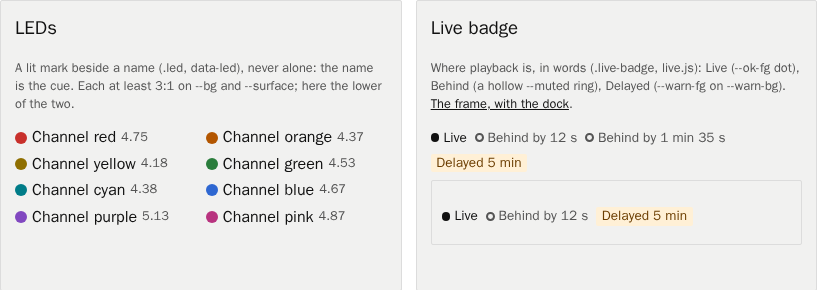 LEDs
A lit mark beside a name (.led, data-led), never alone: the name
is the cue. Each at least 3:1 on --bg and --surface; here the lower
of the two.
Channel red 4.75
Channel orange 4.37
Channel yellow 4.18
Channel green 4.53
Channel cyan 4.38
Channel blue 4.67
Channel purple 5.13
Channel pink 4.87
Live badge
Where playback is, in words (.live-badge, live.js): Live (--ok-fg dot),
Behind (a hollow --muted ring), Delayed (--warn-fg on --warn-bg).
The frame, with the dock.
Live Behind by 12 s Behind by 1 min 35 s
Delayed 5 min
Live Behind by 12 s Delayed 5 min